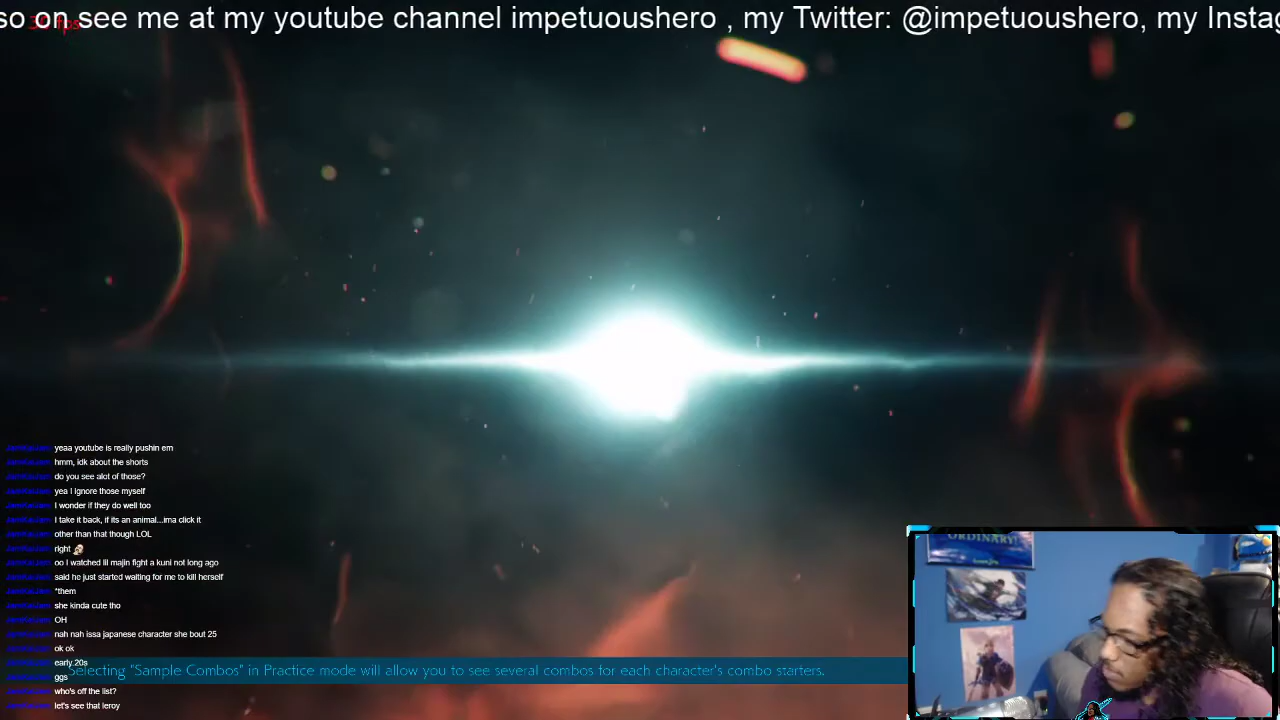 so on see me at my youtube channel impetuoushero , my Twitter: @impetuoushero, my Insta
30 fps
yeaa youtube is really pushin em
hmm, idk about the shorts
do you see alot of those?
yea I ignore those myself
I wonder if they do well too
I take it back, if its an animal...ima click it
other than that though LOL
right
oo I watched lil majin fight a kuni not long ago
said he just started waiting for me to kill herself
*them
she kinda cute tho
OH
nah nah issa japanese character she bout 25
ok ok
early 20s
Selecting "Sample Combos" in Practice mode will allow you to see several combos for each character's combo starters.
ggs
who's off the list?
let's see that leroy
ORDINARY!